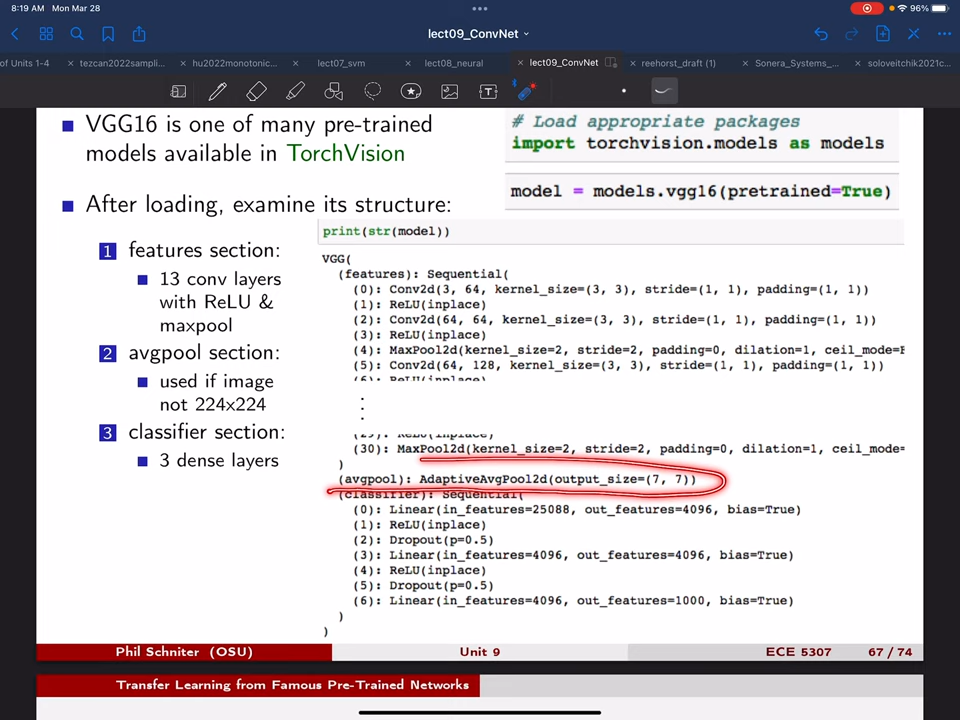 8:19 AM Mon Mar 28
96%
lect09_ConvNet
of Units 1-4
tezcan2022sampli...
hu2022monotonic...
lect07_svm
lect08_neural
lect09_ConvNet
reehorst_draft (1)
Sonera_Systems_...
soloveitchik2021c...
VGG16 is one of many pre-trained
models available in TorchVision
# Load appropriate packages
import torchvision.models as models
model = models.vgg16(pretrained=True)
After loading, examine its structure:
print(str(model))
1 features section:
13 conv layers
with ReLU &
maxpool
2 avgpool section:
used if image
not 224x224
3 classifier section:
3 dense layers
VGG(
(features): Sequential(
(0): Conv2d(3, 64, kernel_size=(3, 3), stride=(1, 1), padding=(1, 1))
(1): ReLU(inplace)
(2): Conv2d(64, 64, kernel_size=(3, 3), stride=(1, 1), padding=(1, 1))
(3): ReLU(inplace)
(4): MaxPool2d(kernel_size=2, stride=2, padding=0, dilation=1, ceil_mode=F
(5): Conv2d(64, 128, kernel_size=(3, 3), stride=(1, 1), padding=(1, 1))
(6): ReLU(inplace)
(29): ReLU(inplace)
(30): MaxPool2d(kernel_size=2, stride=2, padding=0, dilation=1, ceil_mode=
)
(avgpool): AdaptiveAvgPool2d(output_size=(7, 7))
(classifier): Sequential(
(0): Linear(in_features=25088, out_features=4096, bias=True)
(1): ReLU(inplace)
(2): Dropout(p=0.5)
(3): Linear(in_features=4096, out_features=4096, bias=True)
(4): ReLU(inplace)
(5): Dropout(p=0.5)
(6): Linear(in_features=4096, out_features=1000, bias=True)
)
)
Phil Schniter (OSU)
Unit 9
ECE 5307
67 / 74
Transfer Learning from Famous Pre-Trained Networks